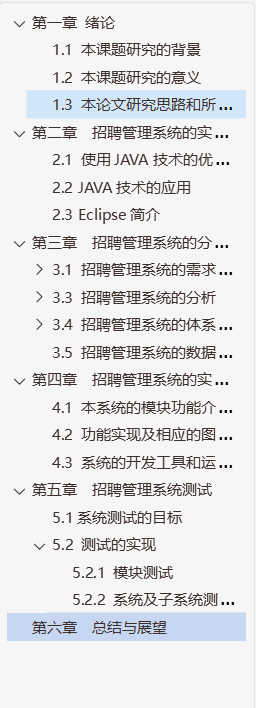 第一章 绪论
1.1 本课题研究的背景
1.2 本课题研究的意义
1.3 本论文研究思路和所...
第二章 招聘管理系统的实...
2.1 使用 JAVA 技术的优...
2.2 JAVA 技术的应用
2.3 Eclipse 简介
第三章 招聘管理系统的分...
3.1 招聘管理系统的需求...
3.3 招聘管理系统的分析
3.4 招聘管理系统的体系...
3.5 招聘管理系统的数据...
第四章 招聘管理系统的实...
4.1 本系统的模块功能介...
4.2 功能实现及相应的图...
4.3 系统的开发工具和运...
第五章 招聘管理系统测试
5.1 系统测试的目标
5.2 测试的实现
5.2.1 模块测试
5.2.2 系统及子系统测...
第六章 总结与展望